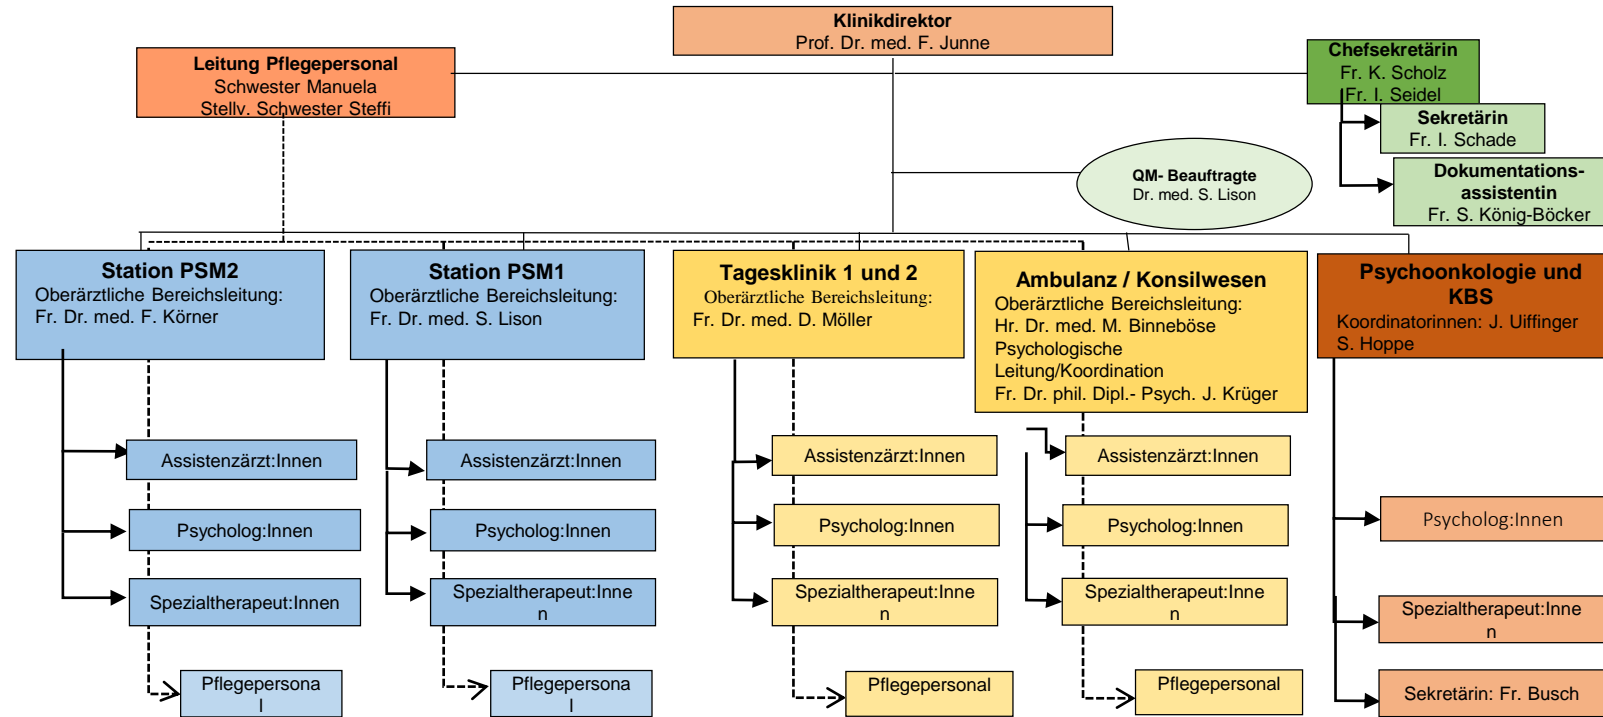 Klinikdirektor
Prof. Dr. med. F. Junne
Leitung Pflegepersonal
Schwester Manuela
Stellv. Schwester Steffi
Chefsekretärin
Fr. K. Scholz
Fr. I. Seidel
Sekretärin
Fr. I. Schade
Dokumentations-
assistentin
Fr. S. König-Böcker
QM- Beauftragte
Dr. med. S. Lison
Station PSM2
Oberärztliche Bereichsleitung:
Fr. Dr. med. F. Körner
Assistenzärzt:Innen
Psycholog:Innen
Spezialtherapeut:Innen
Pflegepersona
l
Station PSM1
Oberärztliche Bereichsleitung:
Fr. Dr. med. S. Lison
Assistenzärzt:Innen
Psycholog:Innen
Spezialtherapeut:Inne
n
Pflegepersona
l
Tagesklinik 1 und 2
Oberärztliche Bereichsleitung:
Fr. Dr. med. D. Möller
Assistenzärzt:Innen
Psycholog:Innen
Spezialtherapeut:Inne
n
Pflegepersonal
Ambulanz / Konsilwesen
Oberärztliche Bereichsleitung:
Hr. Dr. med. M. Binneböse
Psychologische
Leitung/Koordination
Fr. Dr. phil. Dipl.- Psych. J. Krüger
Assistenzärzt:Innen
Psycholog:Innen
Spezialtherapeut:Inne
n
Pflegepersonal
Psychoonkologie und
KBS
Koordinatorinnen: J. Uiffinger
S. Hoppe
Psycholog:Innen
Spezialtherapeut:Inne
n
Sekretärin: Fr. Busch